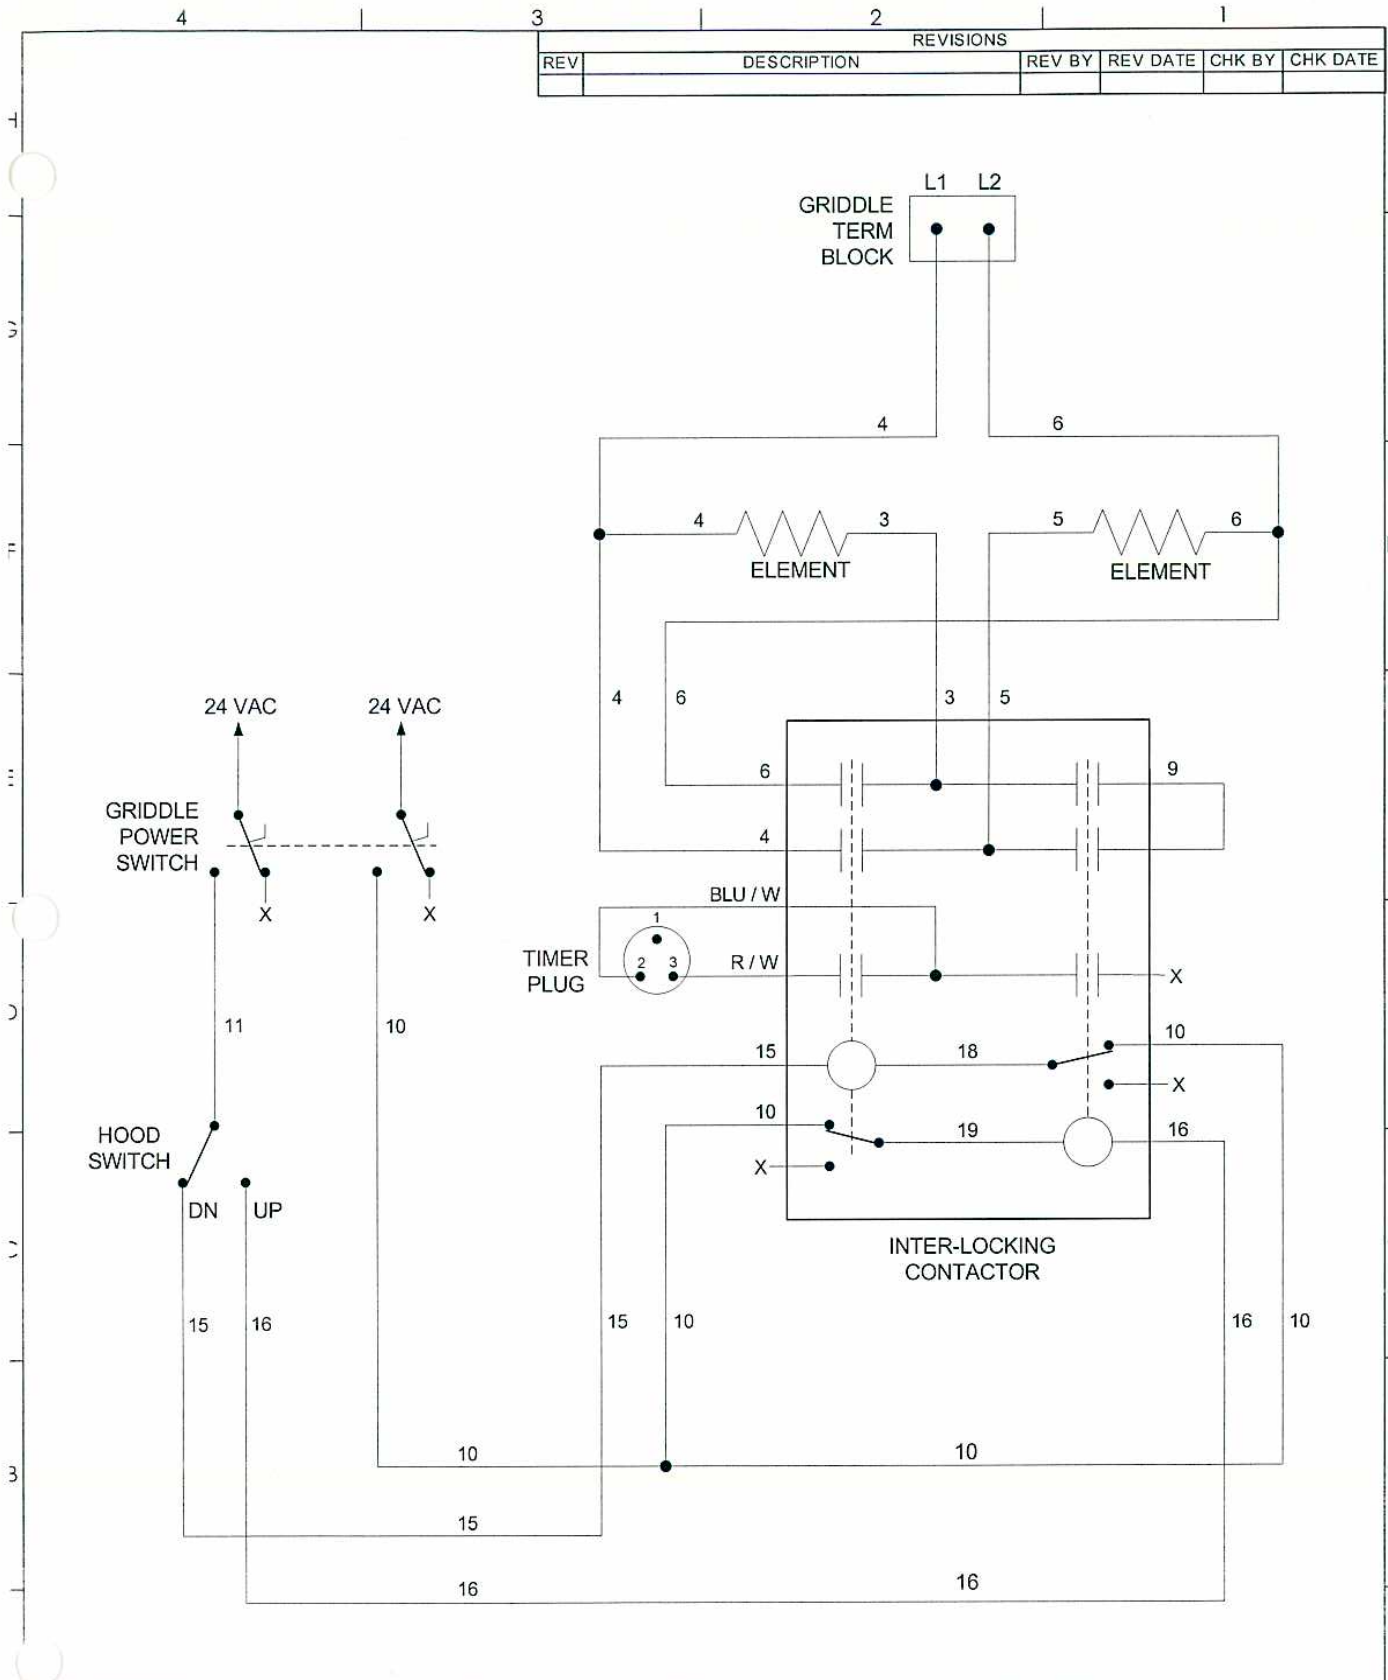 4 3 2 1
REVISIONS
REV DESCRIPTION REV BY REV DATE CHK BY CHK DATE
L1 L2
GRIDDLE
TERM
BLOCK
4 6
4 3 5 6
ELEMENT ELEMENT
F
4 6 3 5
24 VAC 24 VAC
6 9
GRIDDLE
POWER
SWITCH
4
X X
BLU / W
1
TIMER
PLUG
2 3
R / W
X
11 10
15 18 10
X
10 19 16
HOOD
SWITCH
X
DN UP
INTER-LOCKING
CONTACTOR
15 16 15 10 16 10
10 10
15
16 16